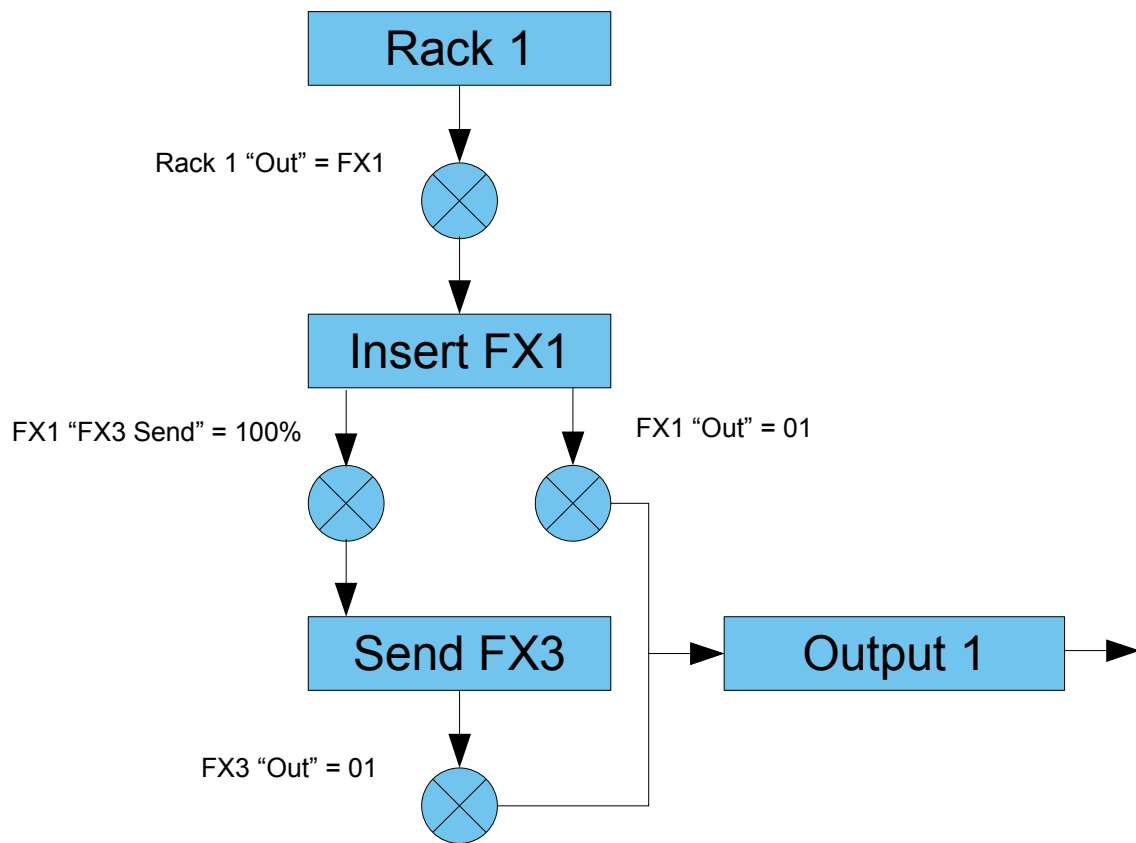 Rack 1
Rack 1 “Out” = FX1
Insert FX1
FX1 “FX3 Send” = 100%
FX1 “Out” = 01
Send FX3
Output 1
FX3 “Out” = 01